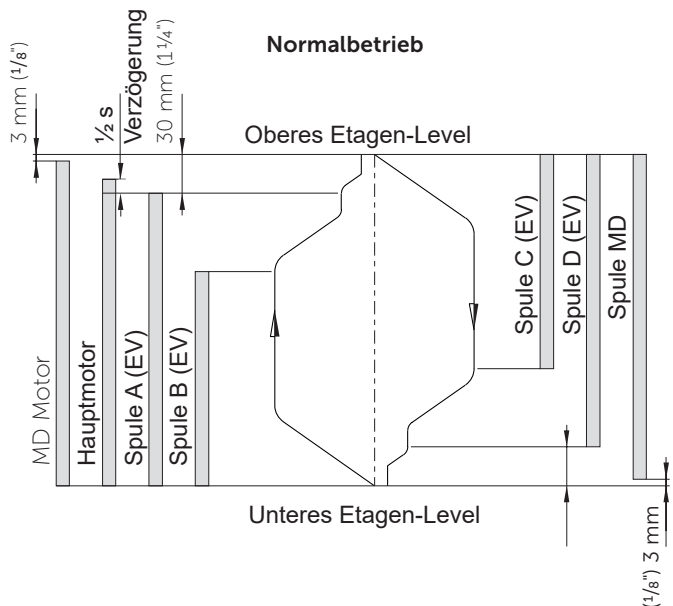 Normalbetrieb
3 mm (1/8")
½ s
Verzögerung
30 mm (1¼")
Oberes Etagen-Level
MD Motor
Hauptmotor
Spule A (EV)
Spule B (EV)
Spule C (EV)
Spule D (EV)
Spule MD
Unteres Etagen-Level
(1/8") 3 mm